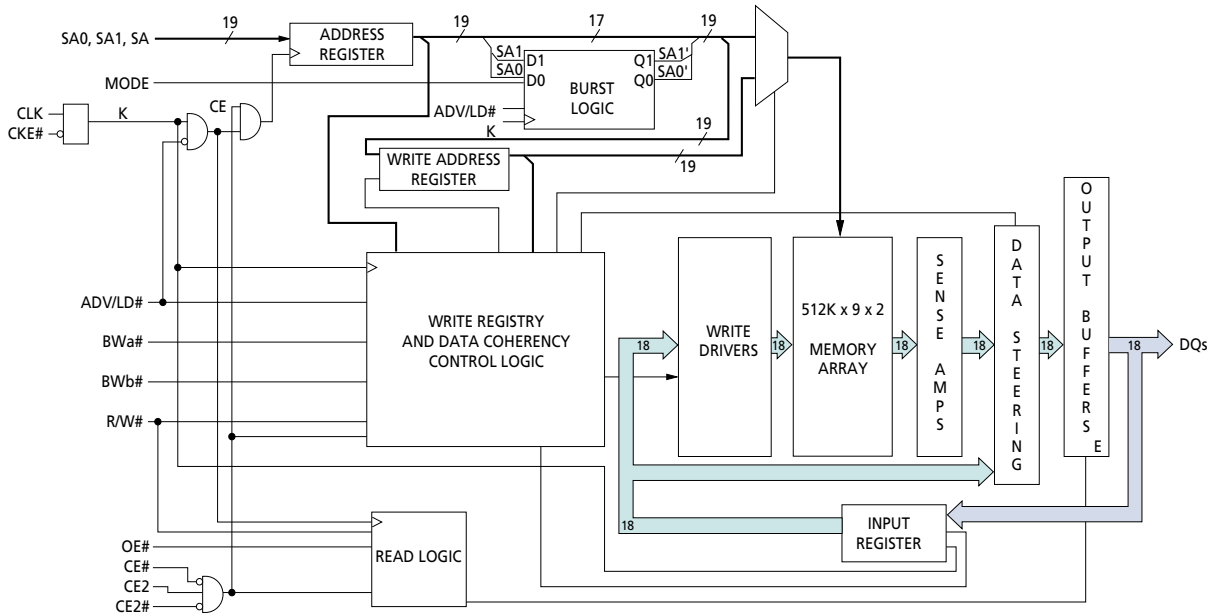 19
19
17
19
SA0, SA1, SA
ADDRESS
REGISTER
SA1
SA0
D1
D0
Q1
Q0
SA1'
SA0'
MODE
BURST
LOGIC
CE
CLK
CKE#
K
ADV/LD#
K
19
19
WRITE ADDRESS
REGISTER
ADV/LD#
BWa#
BWb#
R/W#
WRITE REGISTRY
AND DATA COHERENCY
CONTROL LOGIC
18
WRITE
DRIVERS
18
512K x 9 x 2
MEMORY
ARRAY
18
SENSE AMPS
18
DATA STEERING
18
OUTPUT BUFFERS
E
18
DQs
18
INPUT
REGISTER
OE#
CE#
CE2
CE2#
READ LOGIC